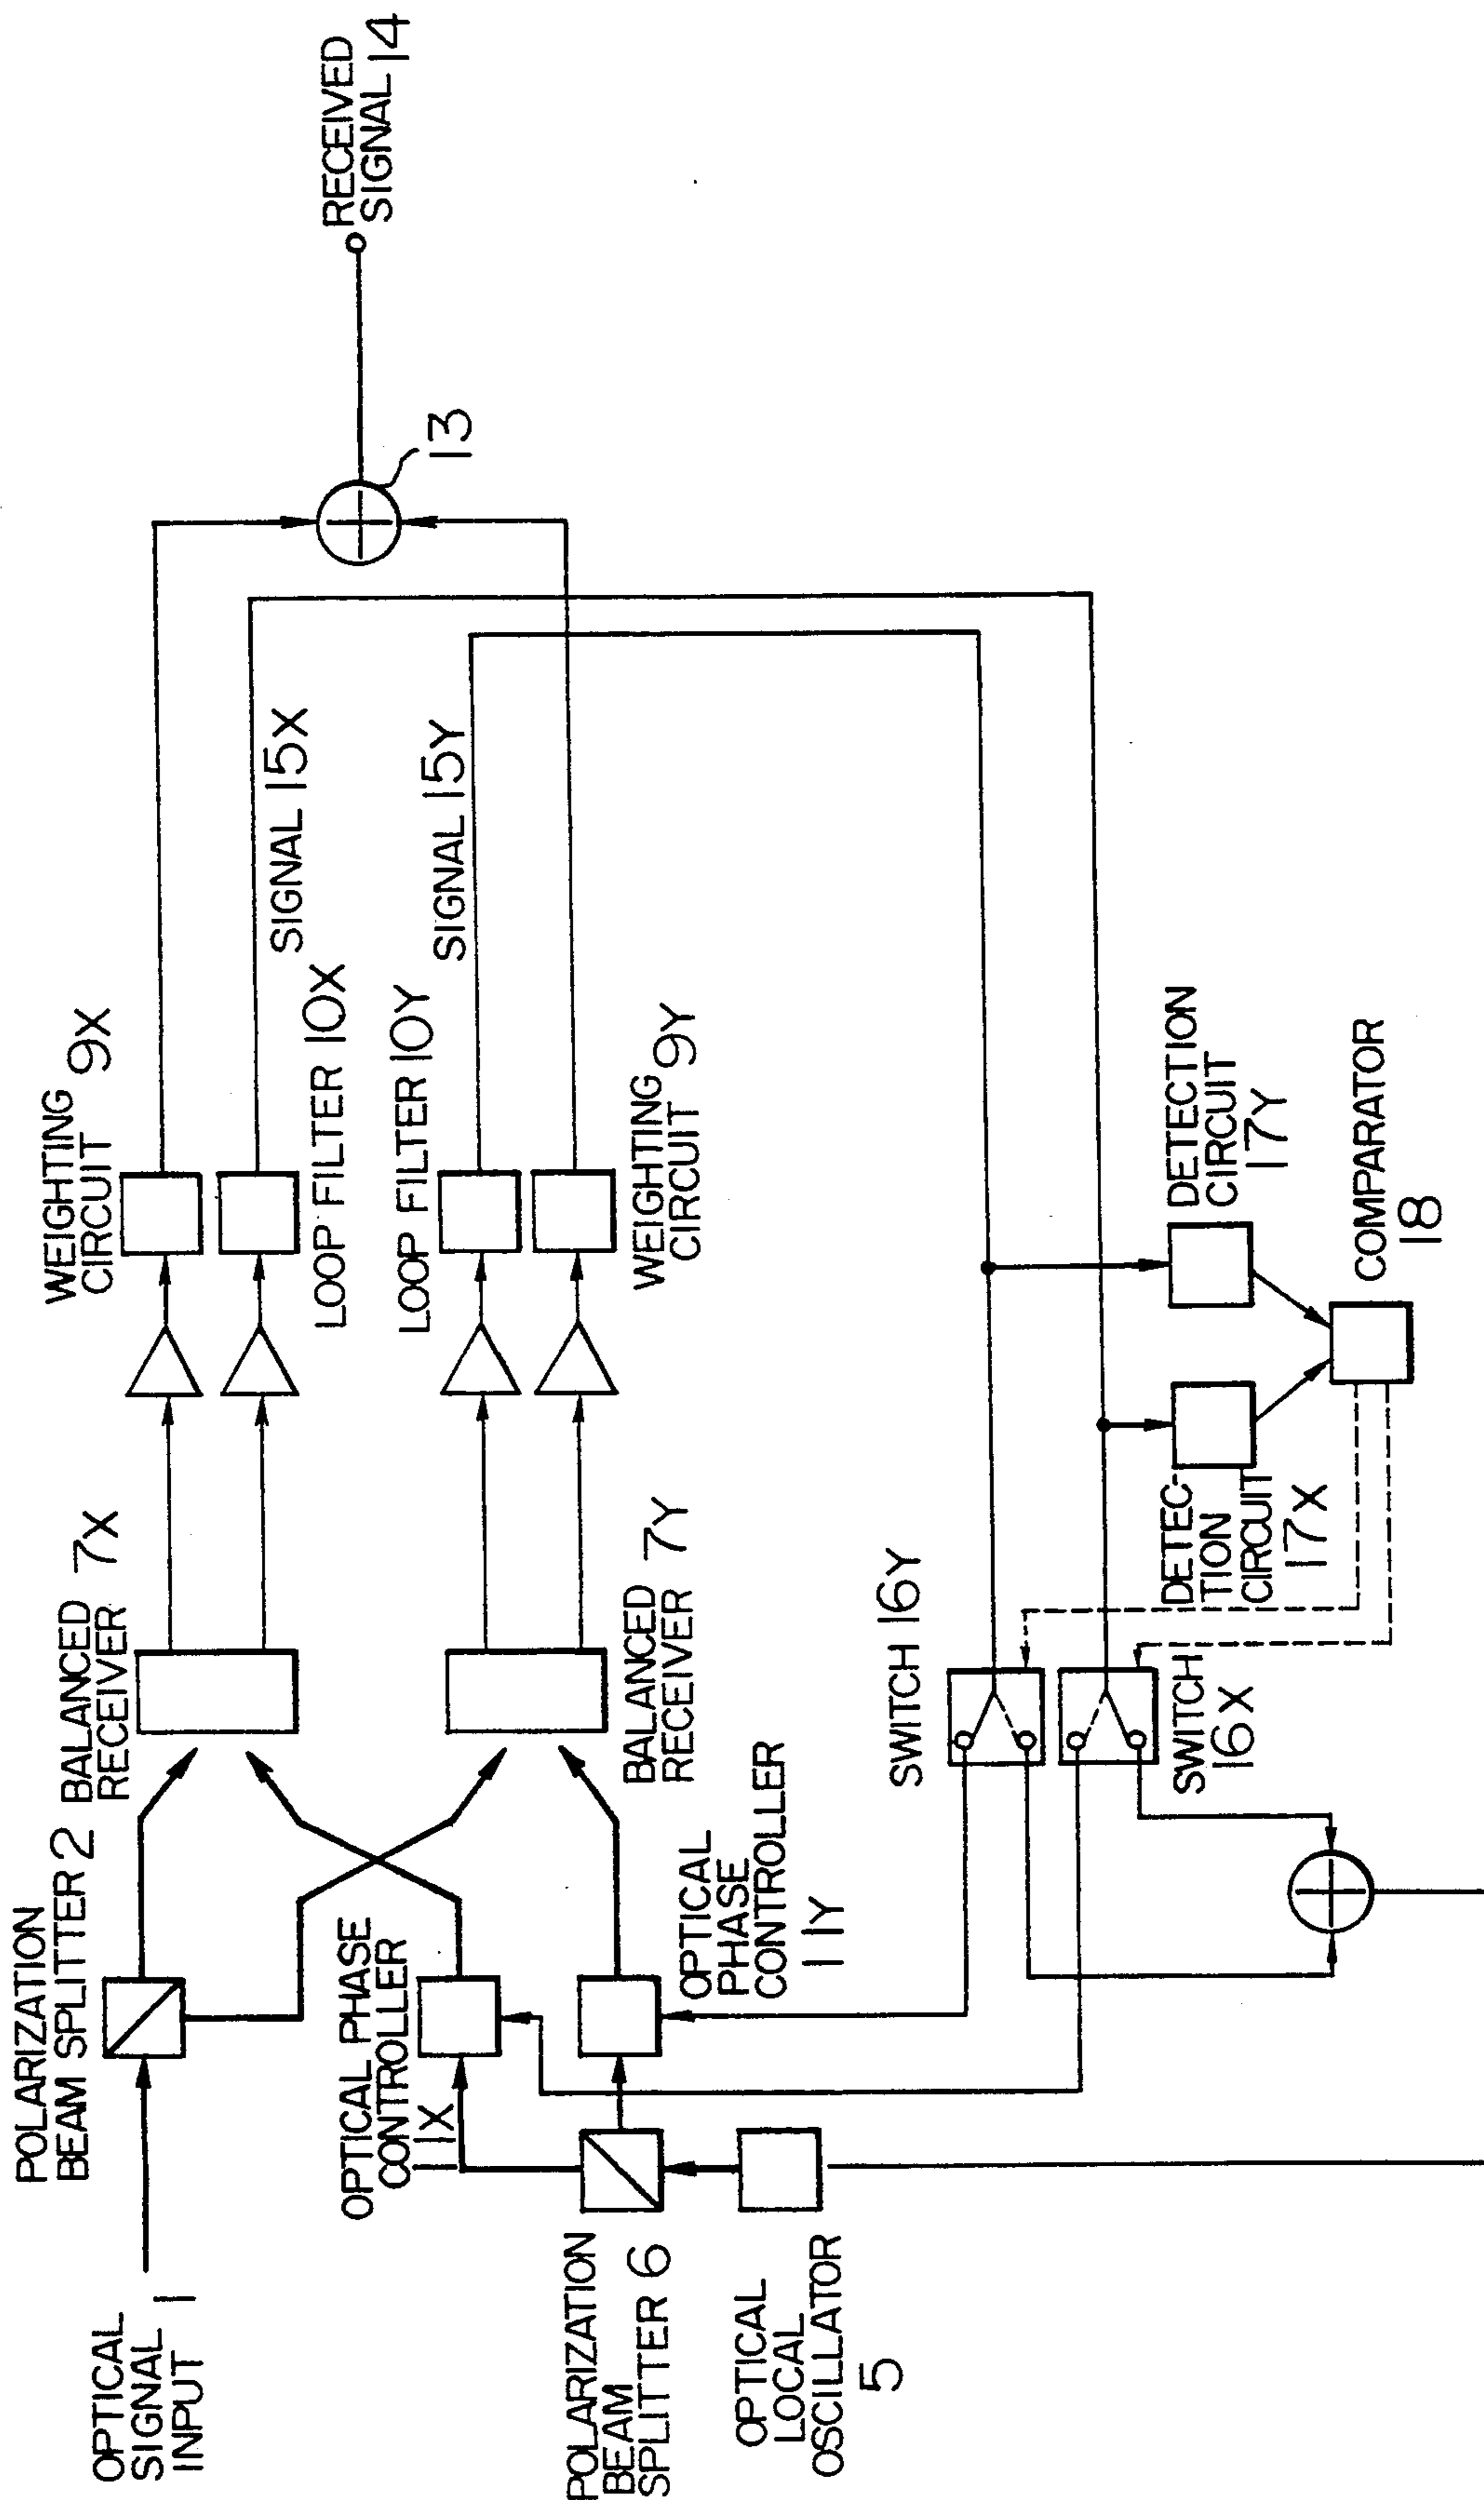 OPTICAL
SIGNAL 1
INPUT
POLARIZATION
BEAM SPLITTER 2
BALANCED
RECEIVER 7X
WEIGHTING
CIRCUIT 9X
LOOP FILTER 10X
SIGNAL 15X
RECEIVED
SIGNAL 14
13
OPTICAL PHASE
CONTROLLER
11X
LOOP FILTER 10Y
SIGNAL 15Y
POLARIZATION
BEAM
SPLITTER 6
BALANCED
RECEIVER 7Y
WEIGHTING
CIRCUIT 9Y
OPTICAL
PHASE
CONTROLLER
11Y
OPTICAL
LOCAL
OSCILLATOR
5
SWITCH 16Y
SWITCH
16X
DETEC-
TION
CIRCUIT
17X
DETECTION
CIRCUIT
17Y
COMPARATOR
18